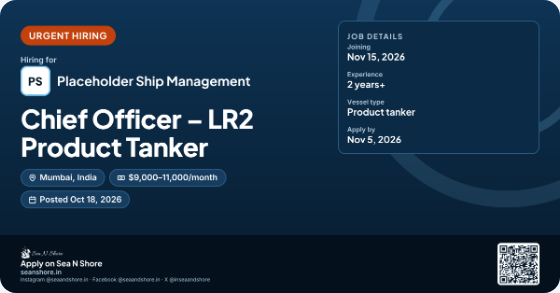 URGENT HIRING
Hiring for
PS
Placeholder Ship Management
Chief Officer – LR2
Product Tanker
Mumbai, India
$9,000–11,000/month
Posted Oct 18, 2026
JOB DETAILS
Joining
Nov 15, 2026
Experience
2 years+
Vessel type
Product tanker
Apply by
Nov 5, 2026
Sea N Shore
Apply on Sea N Shore
seanshore.in
Instagram @seaandshore.in · Facebook @seandshore.in · X @inseandshore